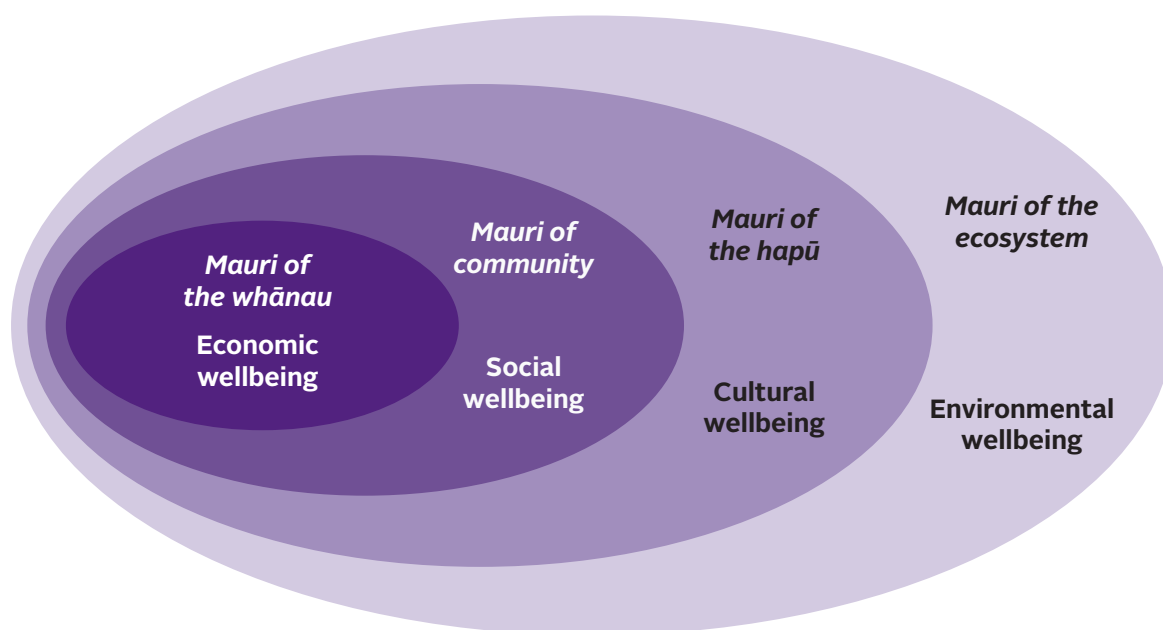 Mauri of
the whānau
Economic
wellbeing
Mauri of
community
Social
wellbeing
Mauri of
the hapū
Cultural
wellbeing
Mauri of the
ecosystem
Environmental
wellbeing